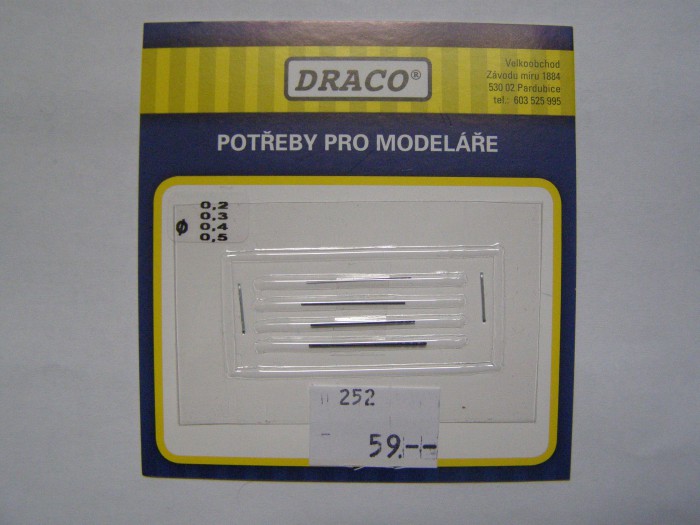 DRACO®
Velkoobchod
Závodu míru 1884
530 02 Pardubice
tel.: 603 525 995
POTŘEBY PRO MODELÁŘE
ø
0,2
0,3
0,4
0,5
252
59.--